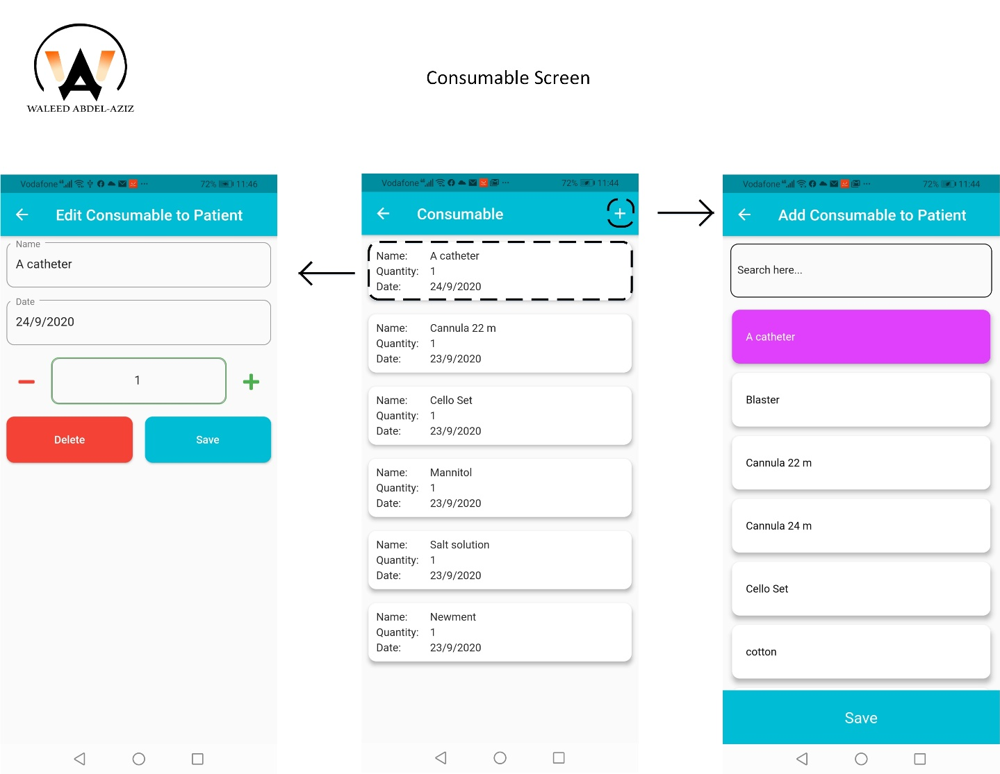 WALEED ABDEL-AZIZ
Consumable Screen
Vodafone 72% 11:46
Edit Consumable to Patient
Name
A catheter
Date
24/9/2020
1
Delete
Save
Vodafone 72% 11:44
Consumable
Name: A catheter
Quantity: 1
Date: 24/9/2020
Name: Cannula 22 m
Quantity: 1
Date: 23/9/2020
Name: Cello Set
Quantity: 1
Date: 23/9/2020
Name: Mannitol
Quantity: 1
Date: 23/9/2020
Name: Salt solution
Quantity: 1
Date: 23/9/2020
Name: Newment
Quantity: 1
Date: 23/9/2020
Vodafone 72% 11:44
Add Consumable to Patient
Search here...
A catheter
Blaster
Cannula 22 m
Cannula 24 m
Cello Set
cotton
Save